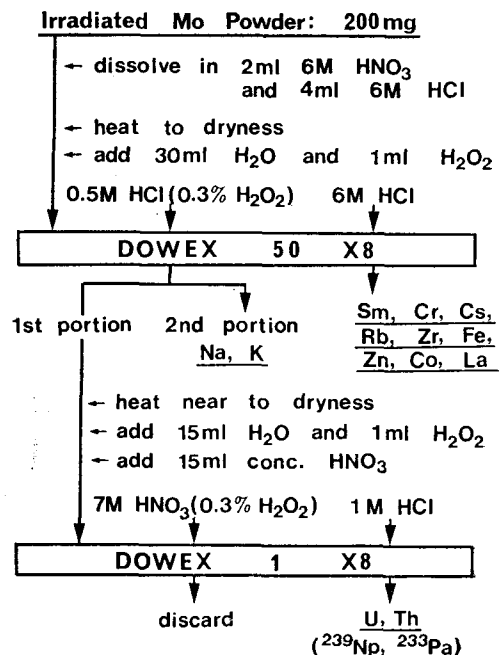 Irradiated Mo Powder: 200mg
← dissolve in 2ml 6M HNO₃
and 4ml 6M HCl
← heat to dryness
← add 30ml H₂O and 1ml H₂O₂
0.5M HCl(0.3% H₂O₂) 6M HCl
DOWEX 50 X8
1st portion 2nd portion
Na, K
Sm, Cr, Cs,
Rb, Zr, Fe,
Zn, Co, La
← heat near to dryness
← add 15ml H₂O and 1ml H₂O₂
← add 15ml conc. HNO₃
7M HNO₃(0.3% H₂O₂) 1M HCl
DOWEX 1 X8
discard
U, Th
(²³⁹Np, ²³³Pa)